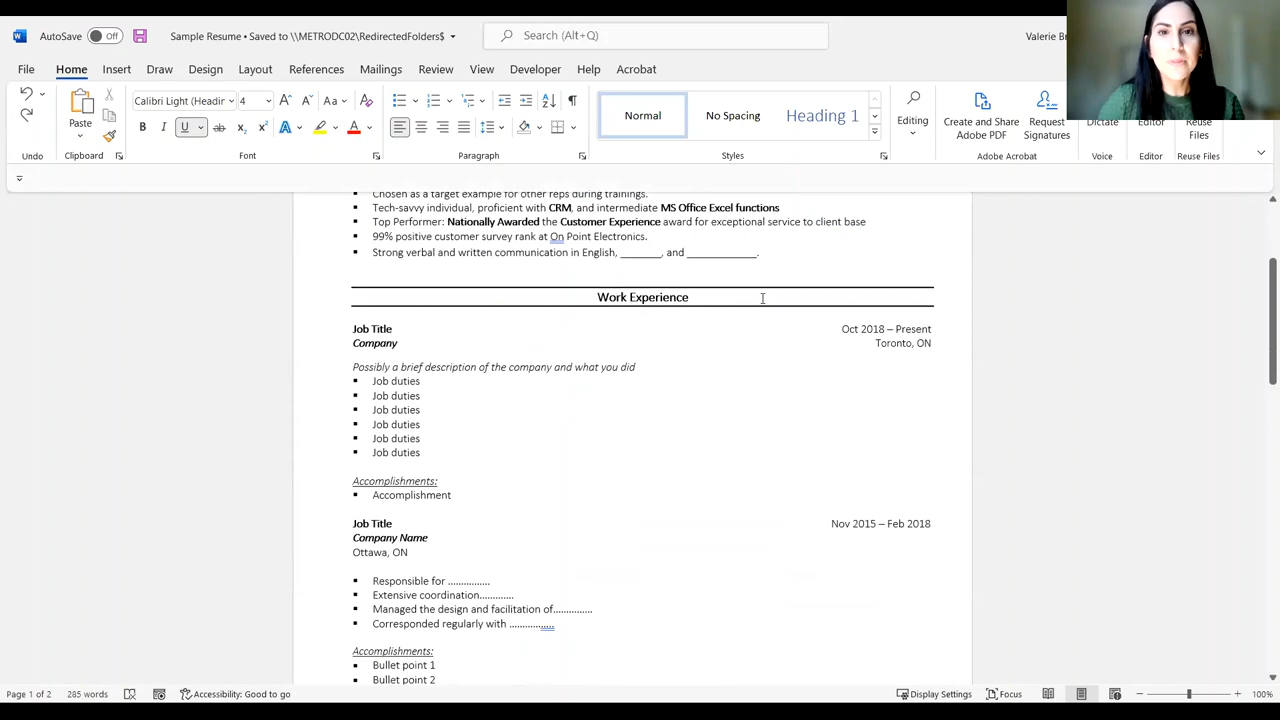 AutoSave Off Sample Resume - Saved to \\METRODC02\RedirectedFolders$ Search (Alt+Q) Valerie
File Home Insert Draw Design Layout References Mailings Review View Developer Help Acrobat
Calibri Light (Headir 4 Aa
Paste B I U ab x₂ x² A A
Normal No Spacing Heading 1
Editing Create and Share Adobe PDF Request Signatures Dictate Editor Reuse Files
Undo Clipboard Font Paragraph Styles Adobe Acrobat Voice Editor Reuse Files
Chosen as a target example for other reps during trainings.
Tech-savvy individual, proficient with CRM, and intermediate MS Office Excel functions
Top Performer: Nationally Awarded the Customer Experience award for exceptional service to client base
99% positive customer survey rank at On Point Electronics.
Strong verbal and written communication in English, ________, and ______________.
Work Experience
Job Title Oct 2018 – Present
Company Toronto, ON
Possibly a brief description of the company and what you did
Job duties
Job duties
Job duties
Job duties
Job duties
Job duties
Accomplishments:
Accomplishment
Job Title Nov 2015 – Feb 2018
Company Name
Ottawa, ON
Responsible for ................
Extensive coordination.............
Managed the design and facilitation of...............
Corresponded regularly with .................
Accomplishments:
Bullet point 1
Bullet point 2
Page 1 of 2 285 words Accessibility: Good to go Display Settings Focus 100%